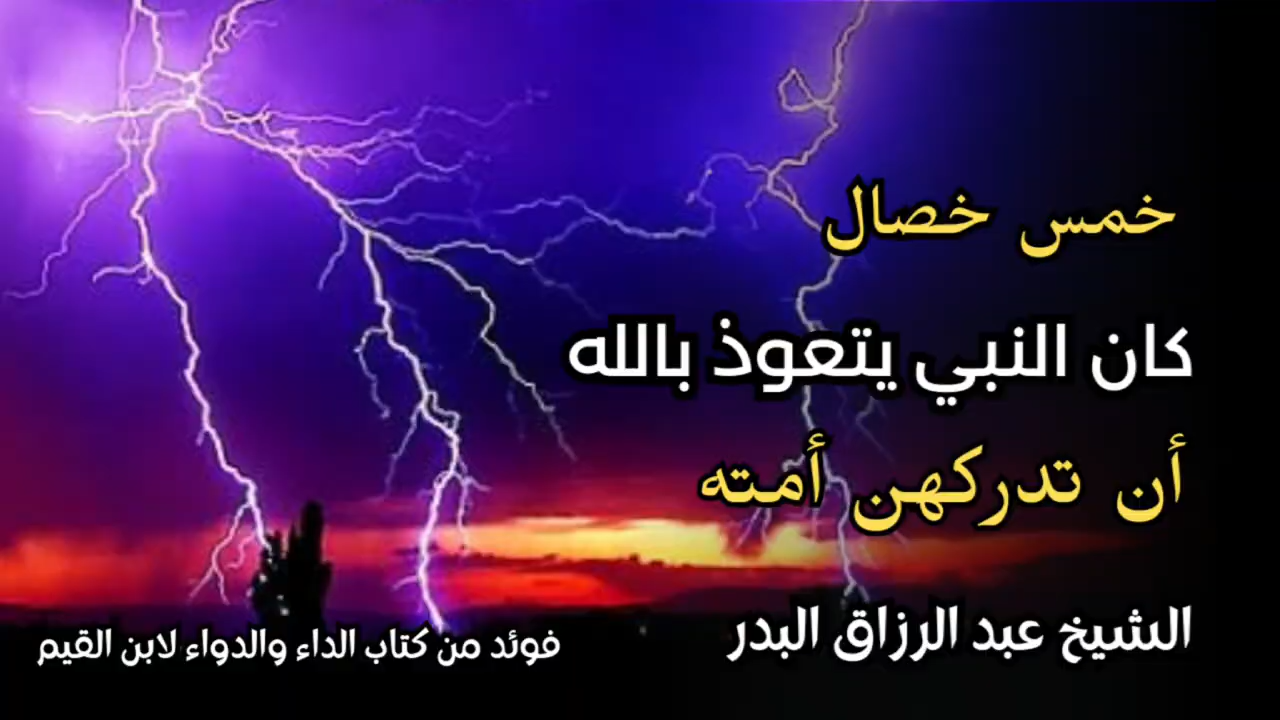 خمس خصال
كان النبي يتعوذ بالله
أن تدركهن أمته
الشيخ عبد الرزاق البدر
فوئد من كتاب الداء والدواء لابن القيم